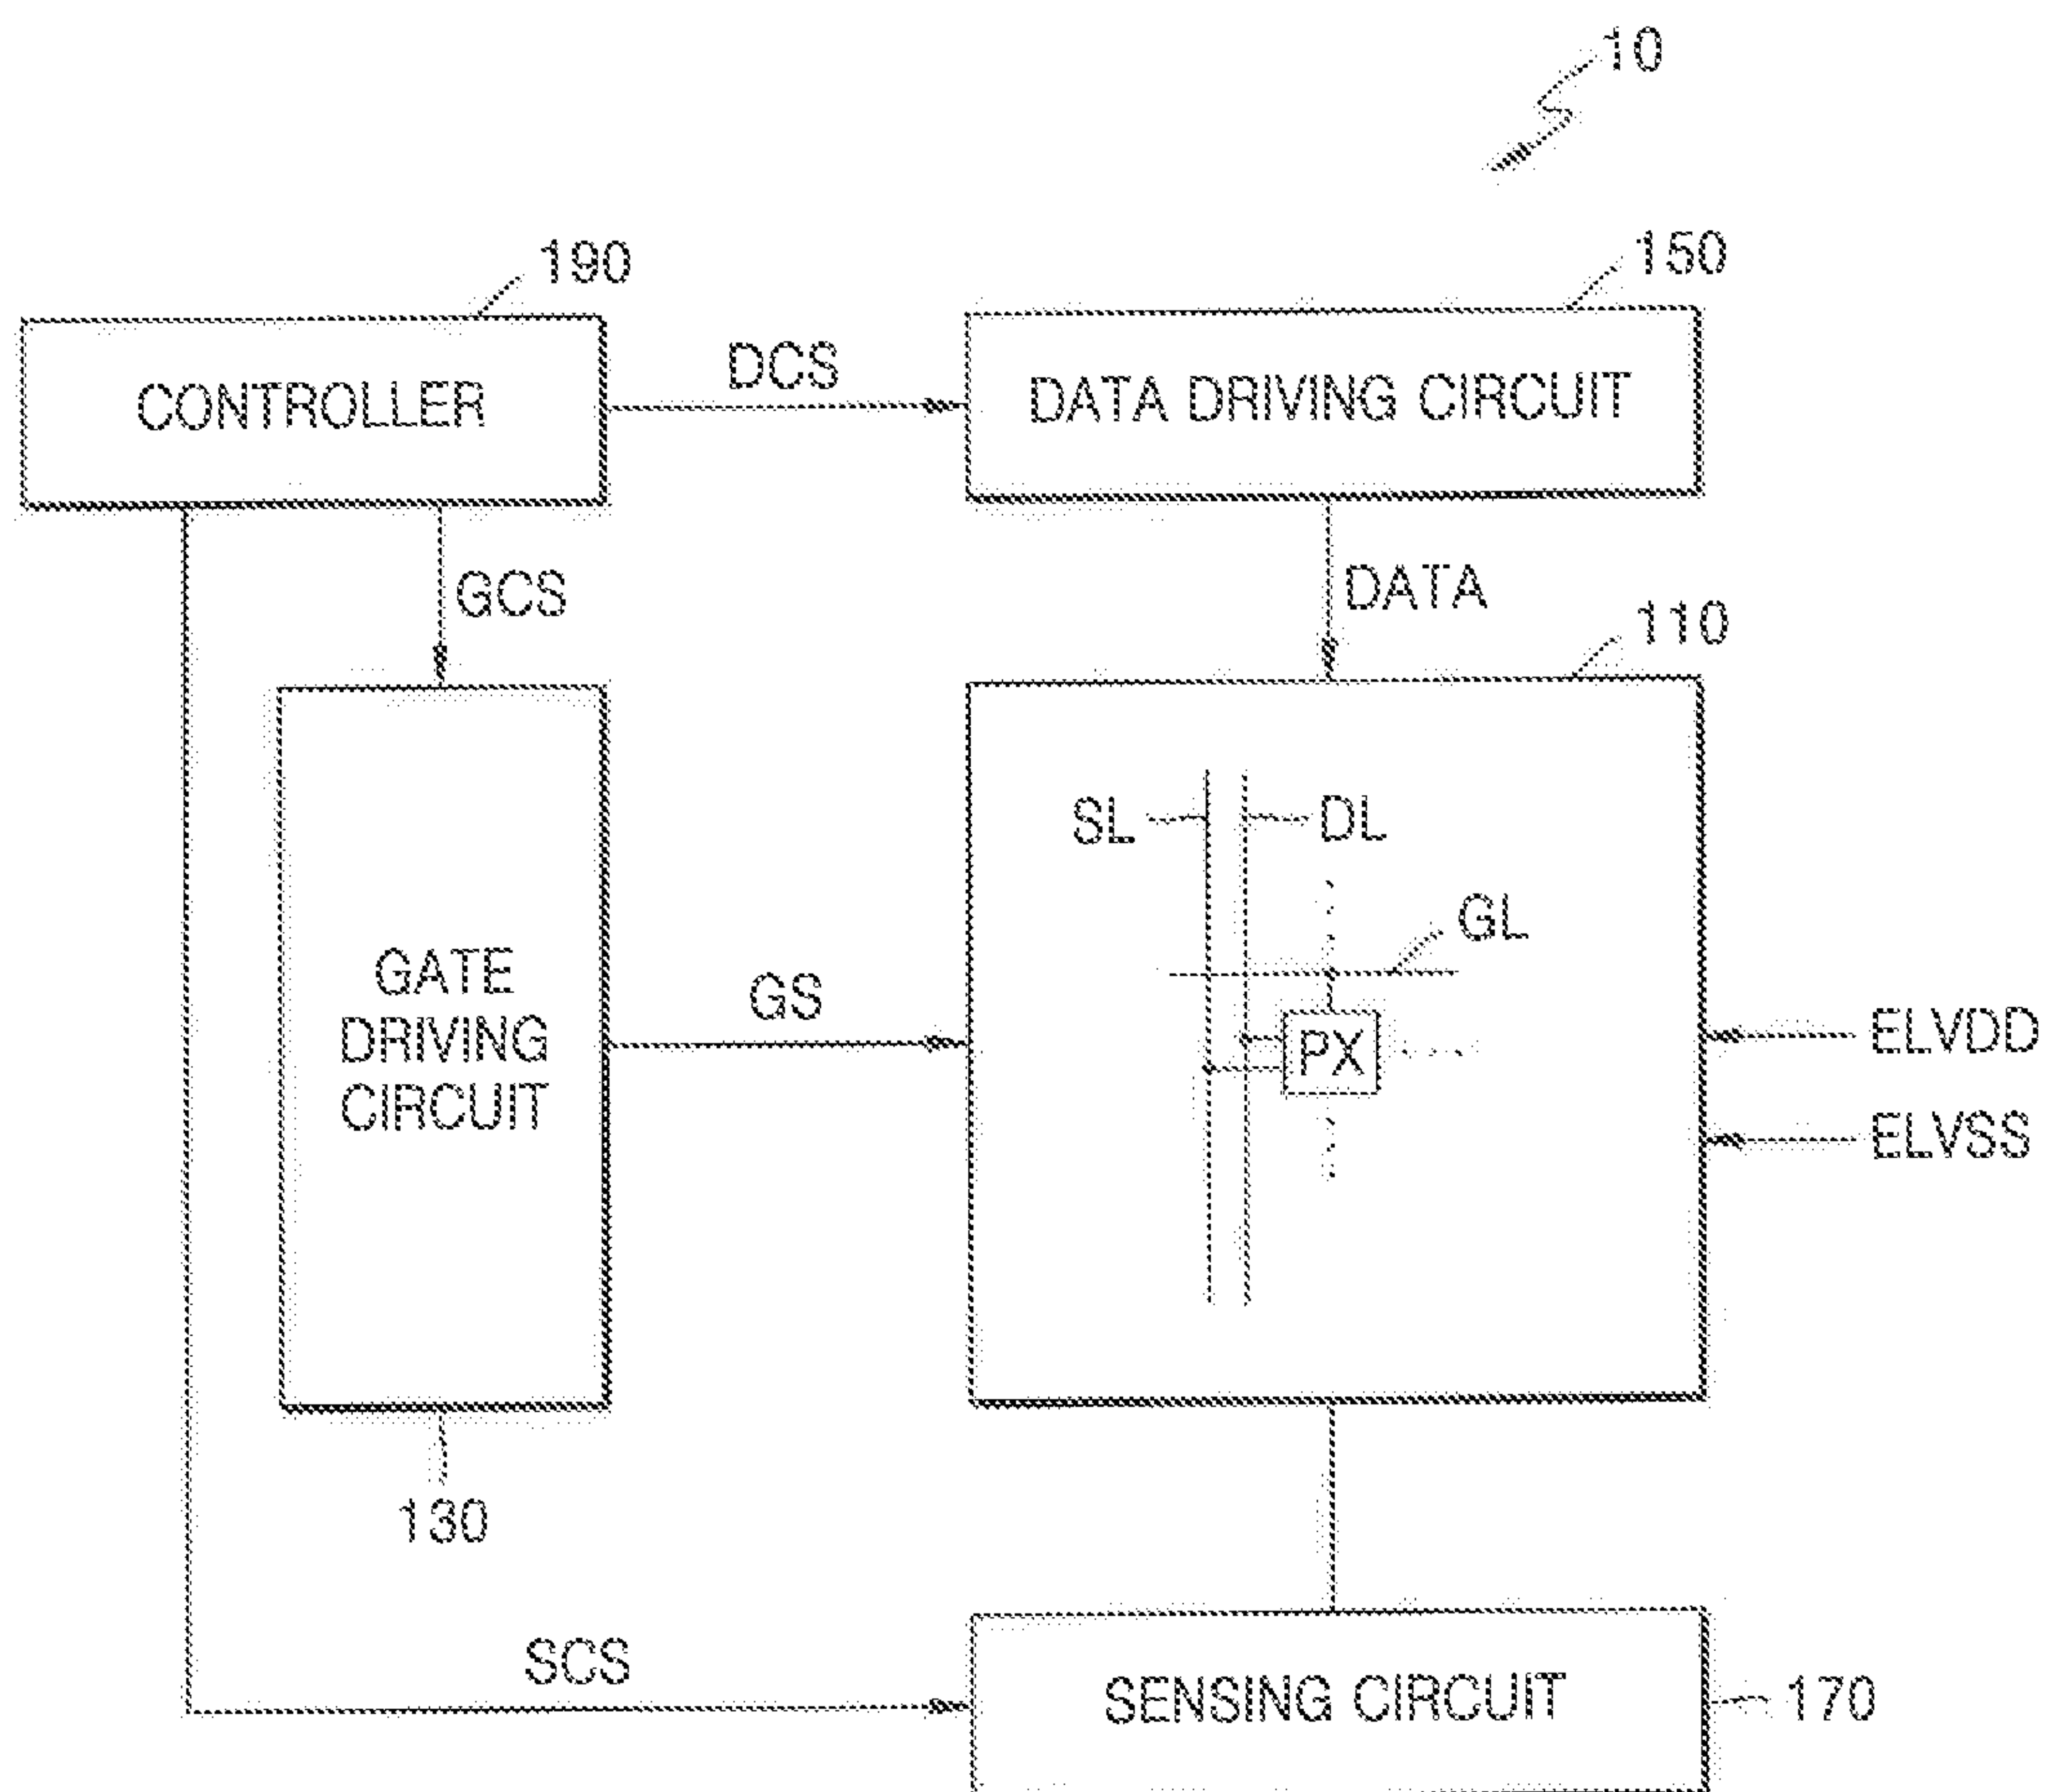 10
190
150
CONTROLLER
DCS
DATA DRIVING CIRCUIT
GCS
DATA
110
SL
DL
GL
GATE
DRIVING
CIRCUIT
GS
PX
ELVDD
ELVSS
130
SCS
SENSING CIRCUIT
170